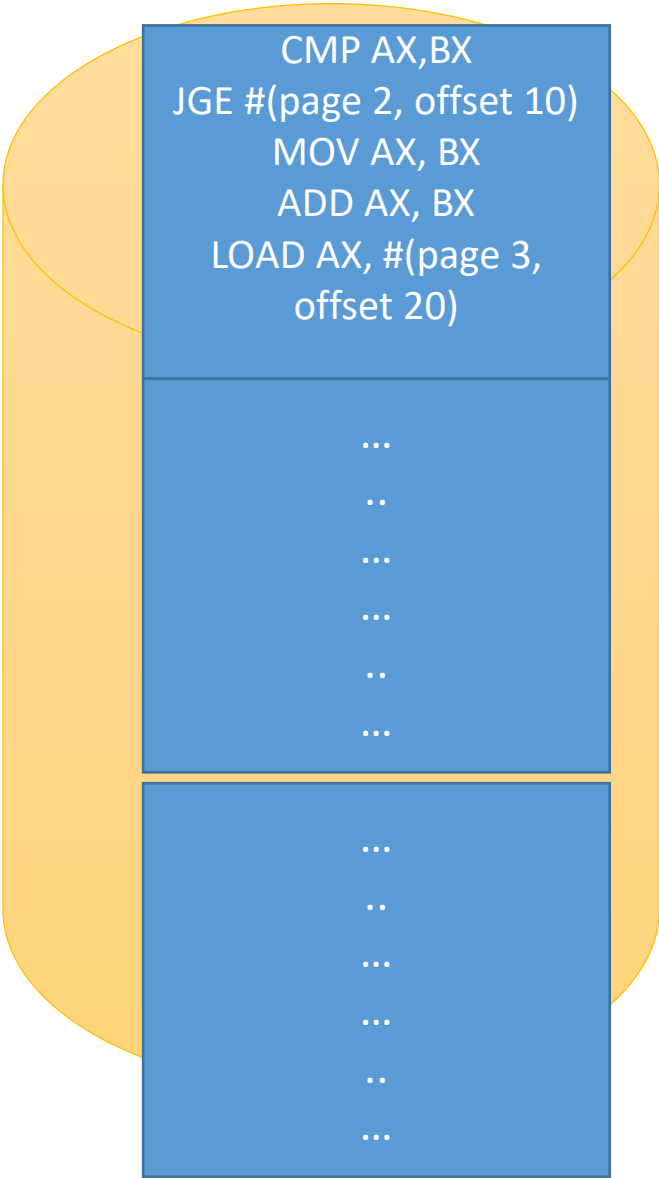 CMP AX,BX
JGE #(page 2, offset 10)
MOV AX, BX
ADD AX, BX
LOAD AX, #(page 3,
offset 20)
...
..
...
...
..
...
...
..
...
...
..
...